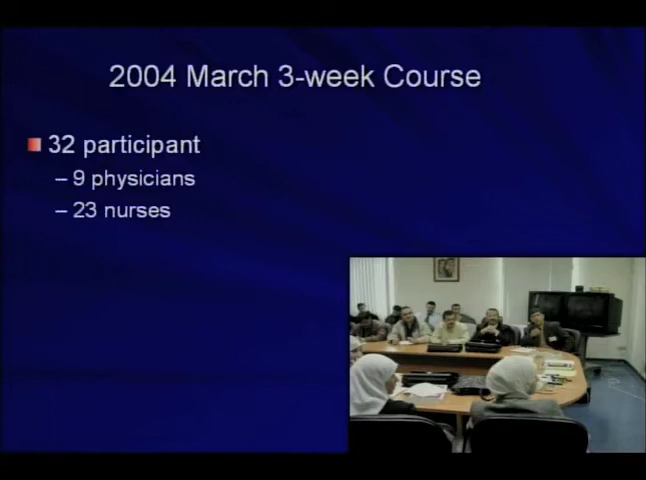 2004 March 3-week Course
32 participant
– 9 physicians
– 23 nurses